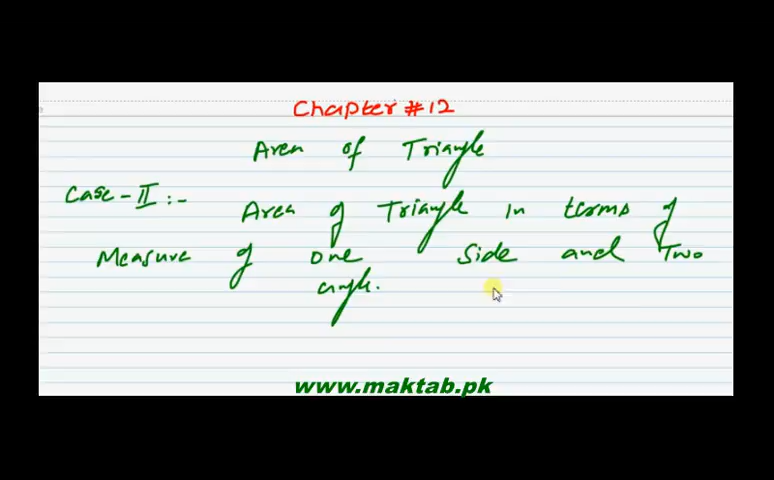 Chapter #12
Area of Triangle
Case-II:- Area of Triangle in terms of
Measure of one Side and Two
angle.
www.maktab.pk